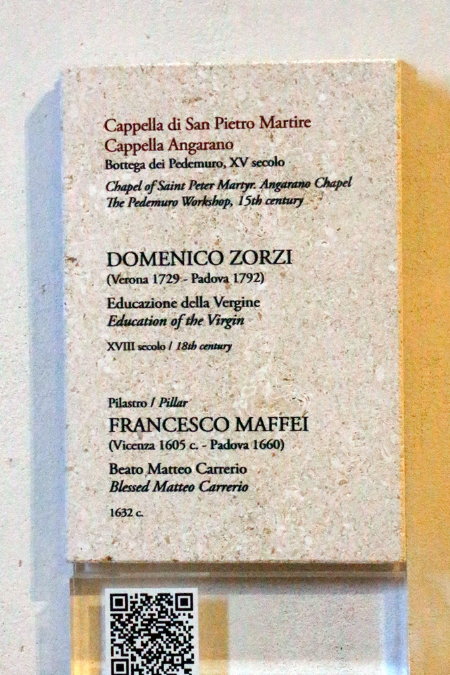 Cappella di San Pietro Martire
Cappella Angarano
Bottega dei Pedemuro, XV secolo
Chapel of Saint Peter Martyr. Angarano Chapel
The Pedemuro Workshop, 15th century
DOMENICO ZORZI
(Verona 1729 - Padova 1792)
Educazione della Vergine
Education of the Virgin
XVIII secolo / 18th century
Pilastro / Pillar
FRANCESCO MAFFEI
(Vicenza 1605 c. - Padova 1660)
Beato Matteo Carrerio
Blessed Matteo Carrerio
1632 c.